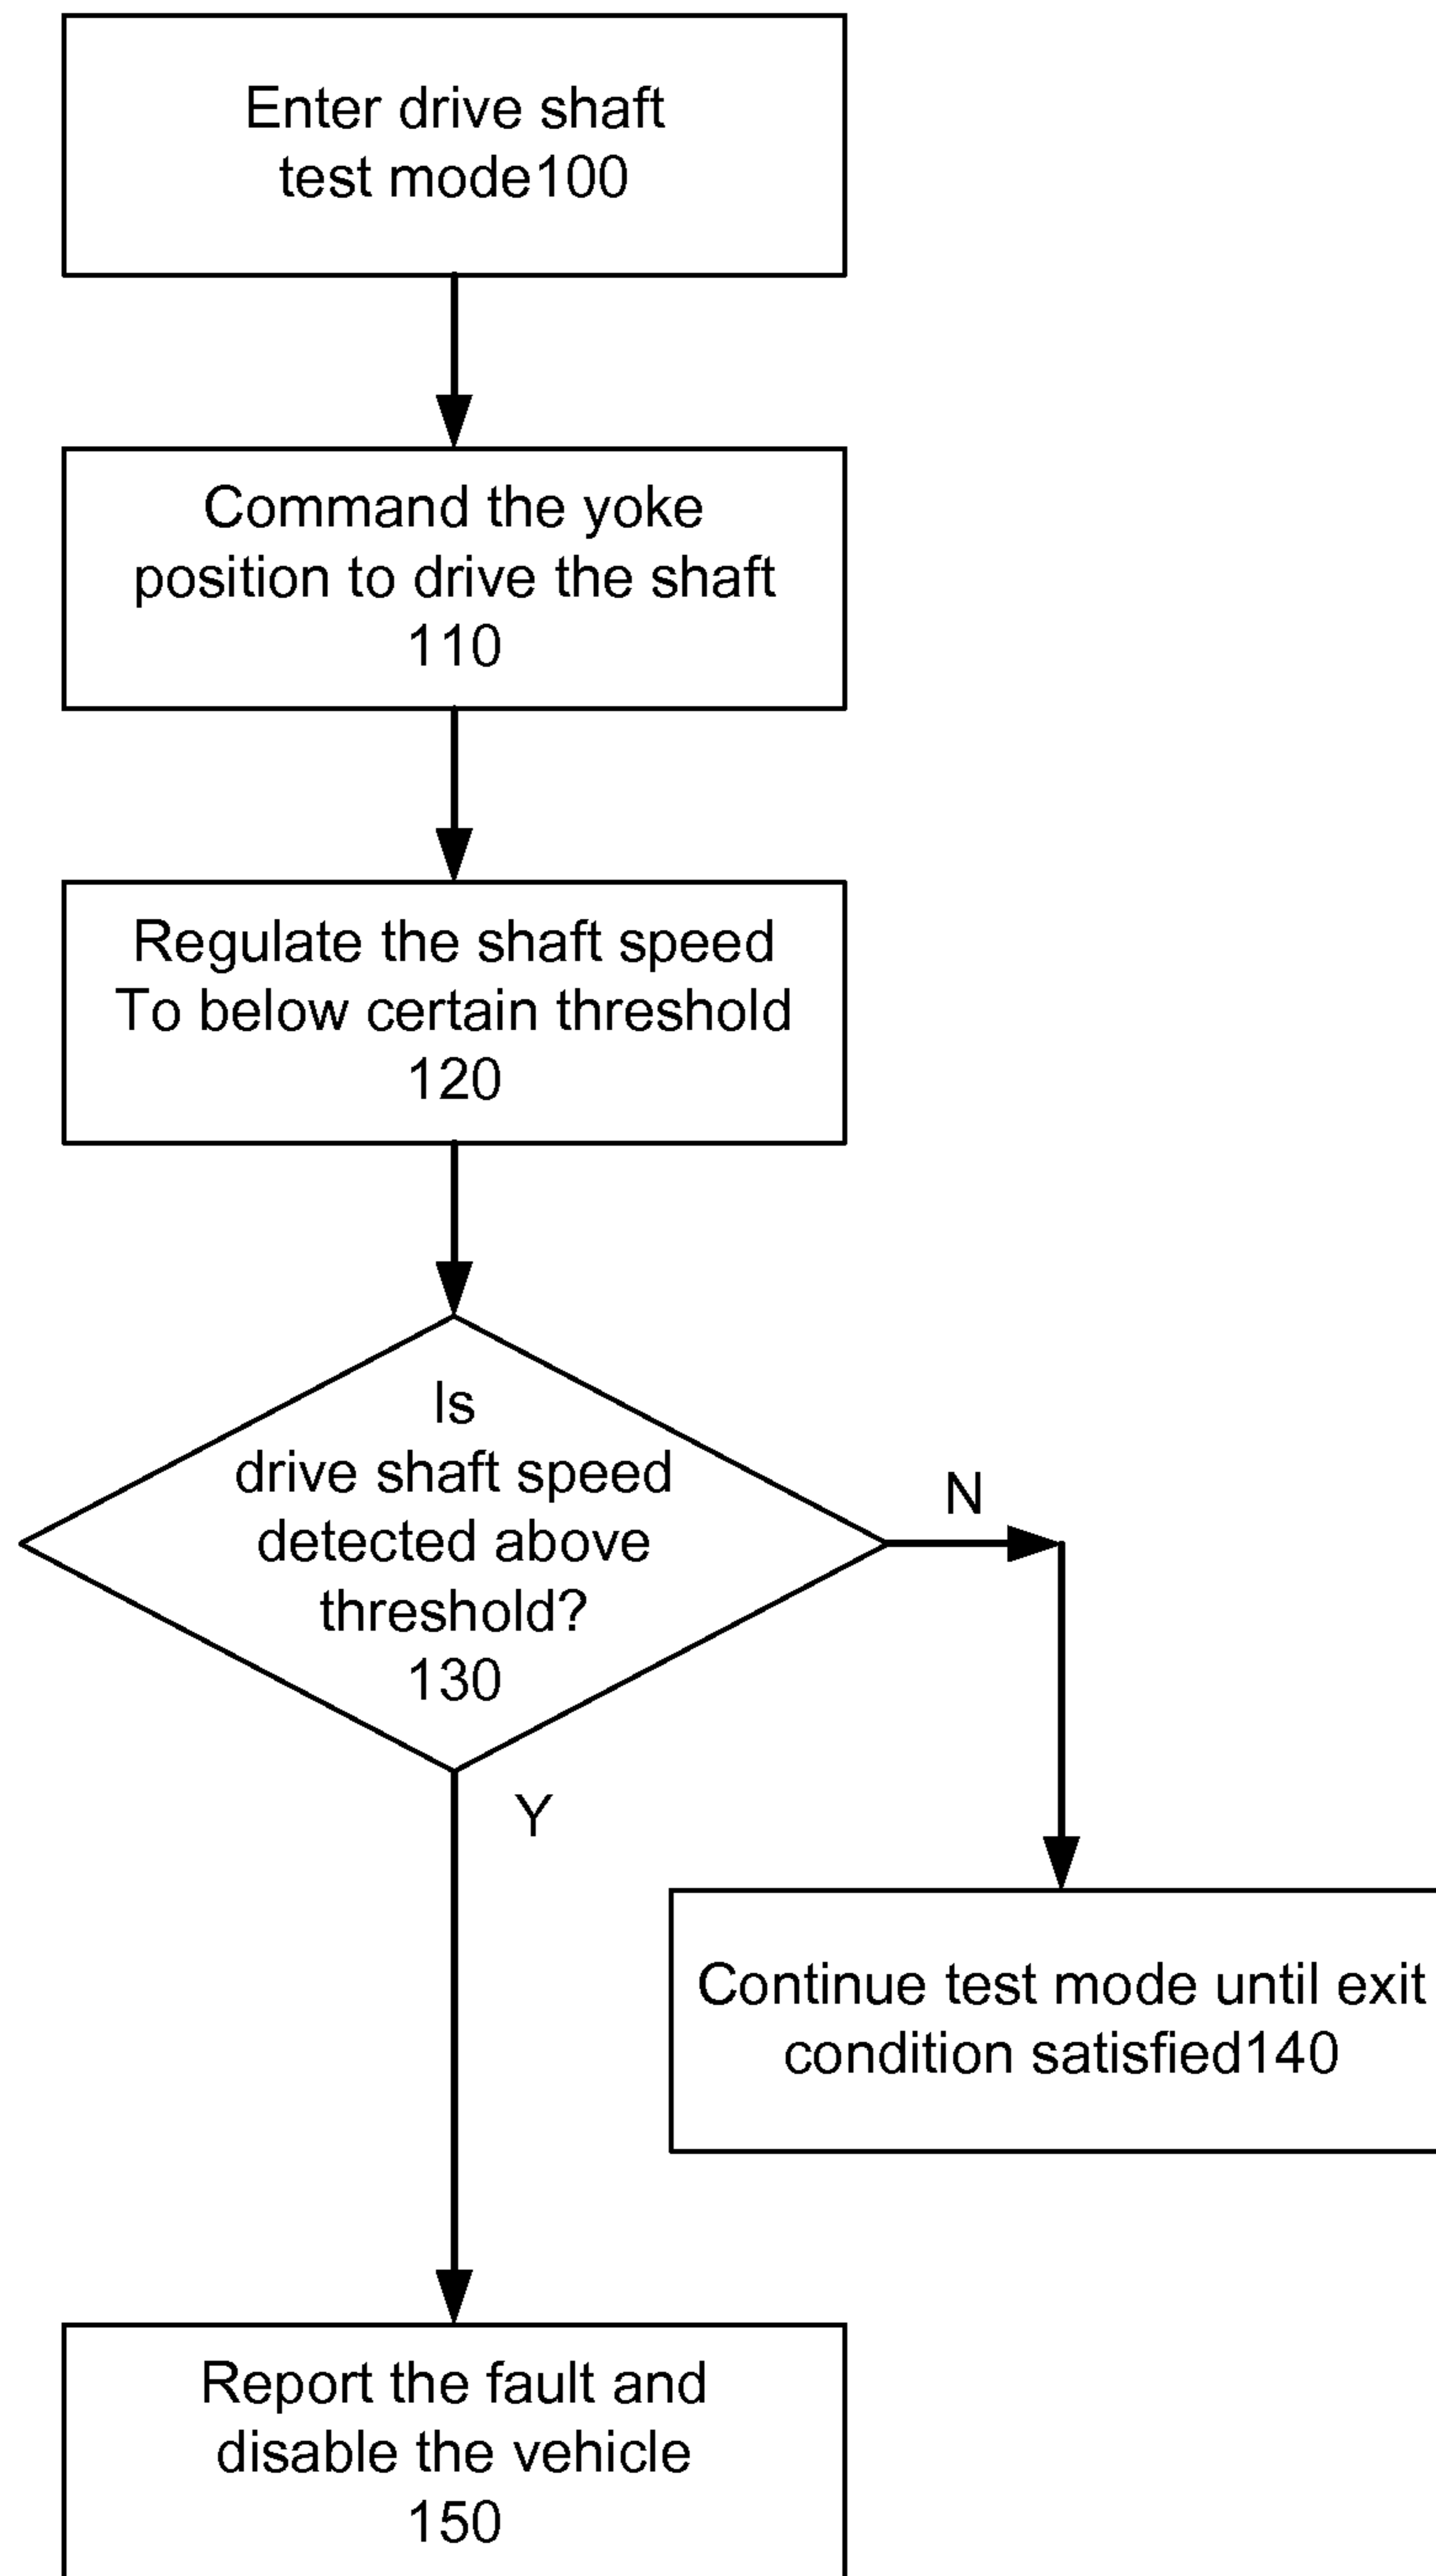 Enter drive shaft
test mode100
Command the yoke
position to drive the shaft
110
Regulate the shaft speed
To below certain threshold
120
Is
drive shaft speed
detected above
threshold?
130
N
Y
Continue test mode until exit
condition satisfied140
Report the fault and
disable the vehicle
150